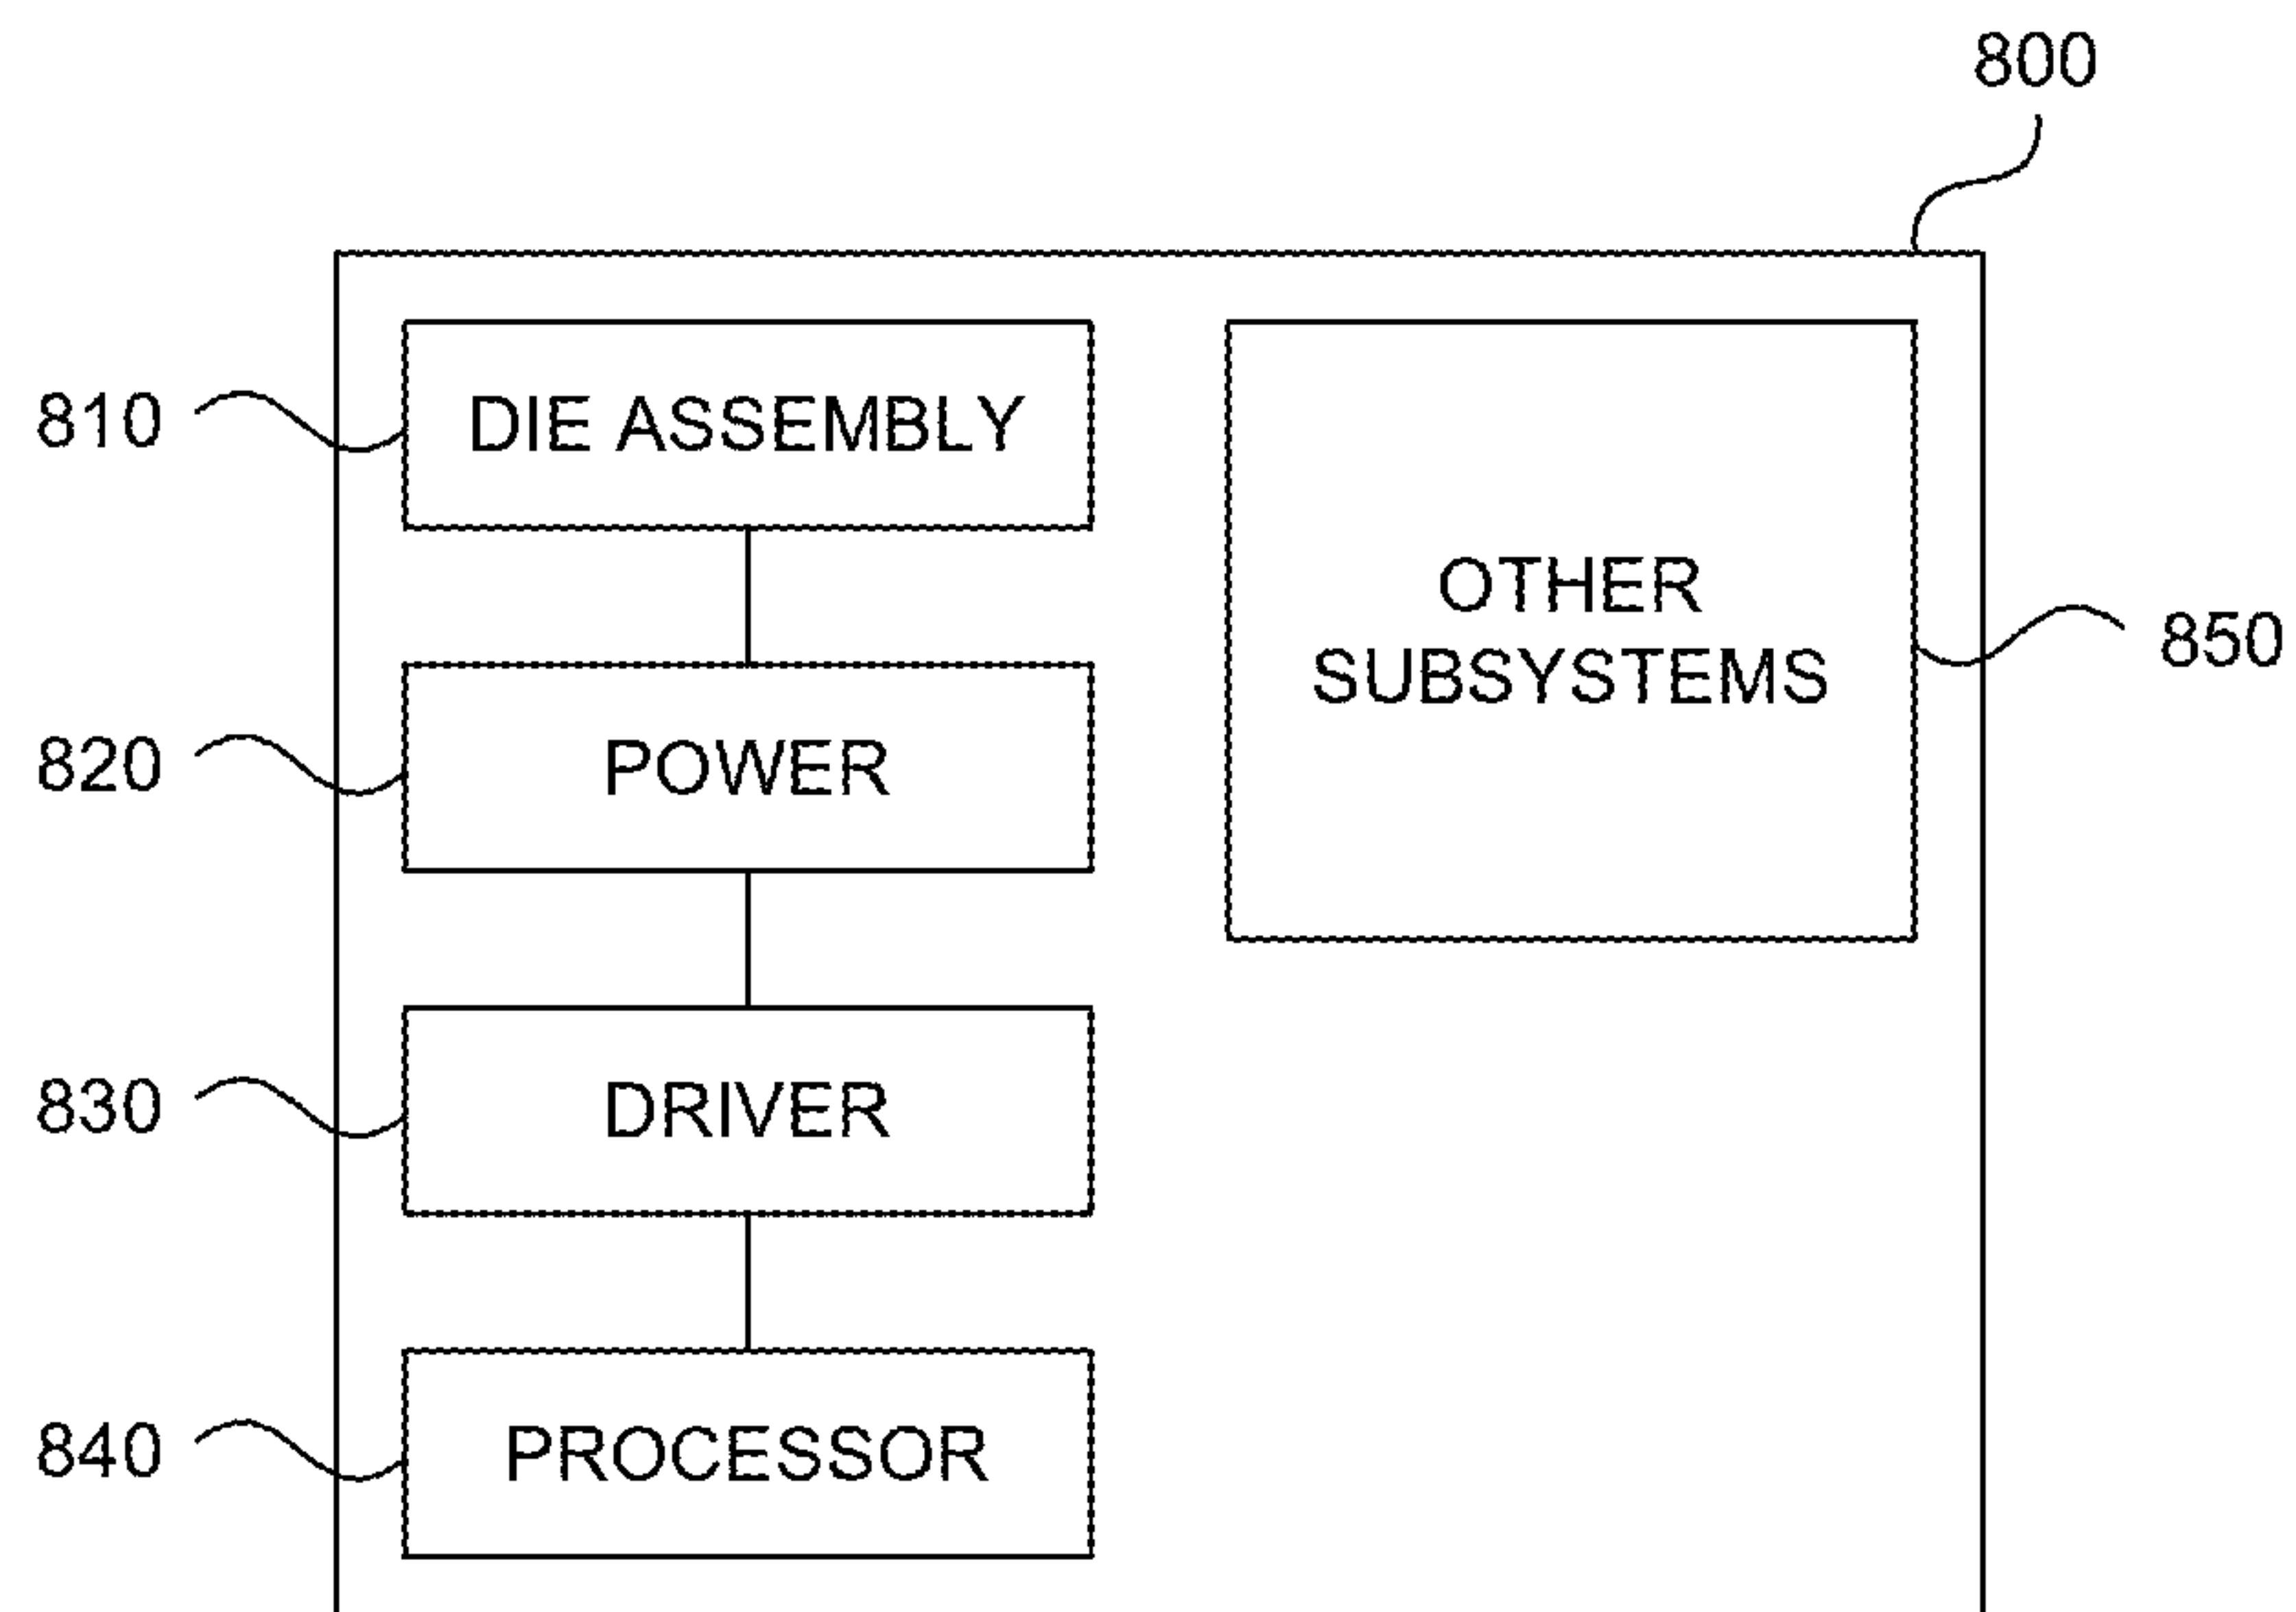 800
810
DIE ASSEMBLY
OTHER
SUBSYSTEMS
850
820
POWER
830
DRIVER
840
PROCESSOR